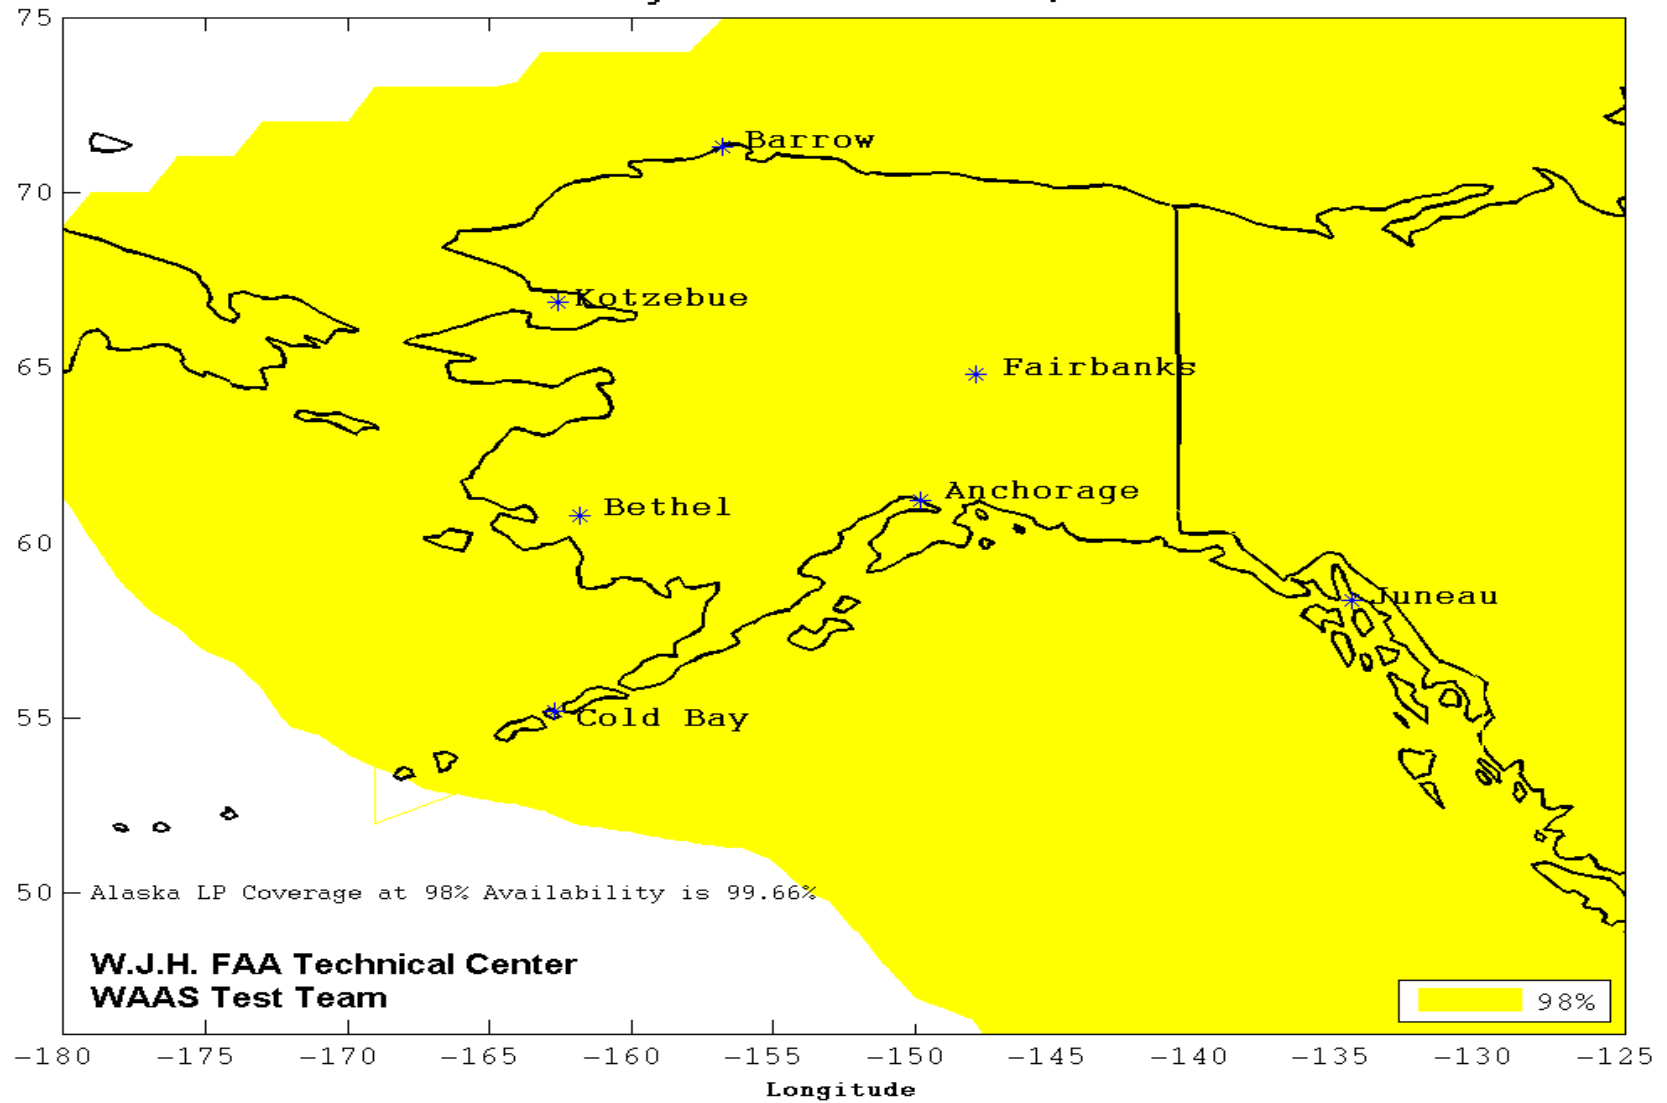 75
Barrow
70
Kotzebue
65
Fairbanks
Anchorage
Bethel
60
Juneau
55
Cold Bay
50
Alaska LP Coverage at 98% Availability is 99.66%
W.J.H. FAA Technical Center
WAAS Test Team
98%
-180 -175 -170 -165 -160 -155 -150 -145 -140 -135 -130 -125
Longitude